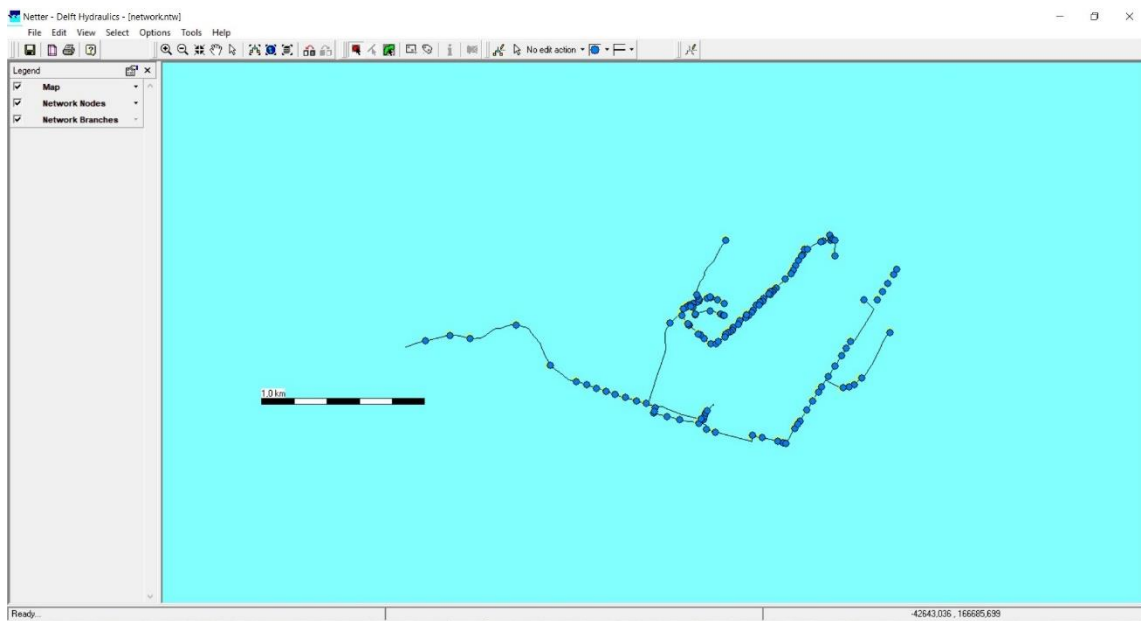 Netter - Delft Hydraulics - [network.ntw]
File Edit View Select Options Tools Help
No edit action
Legend
Map
Network Nodes
Network Branches
1,0 km
Ready...
-42643,036 , 166685,699